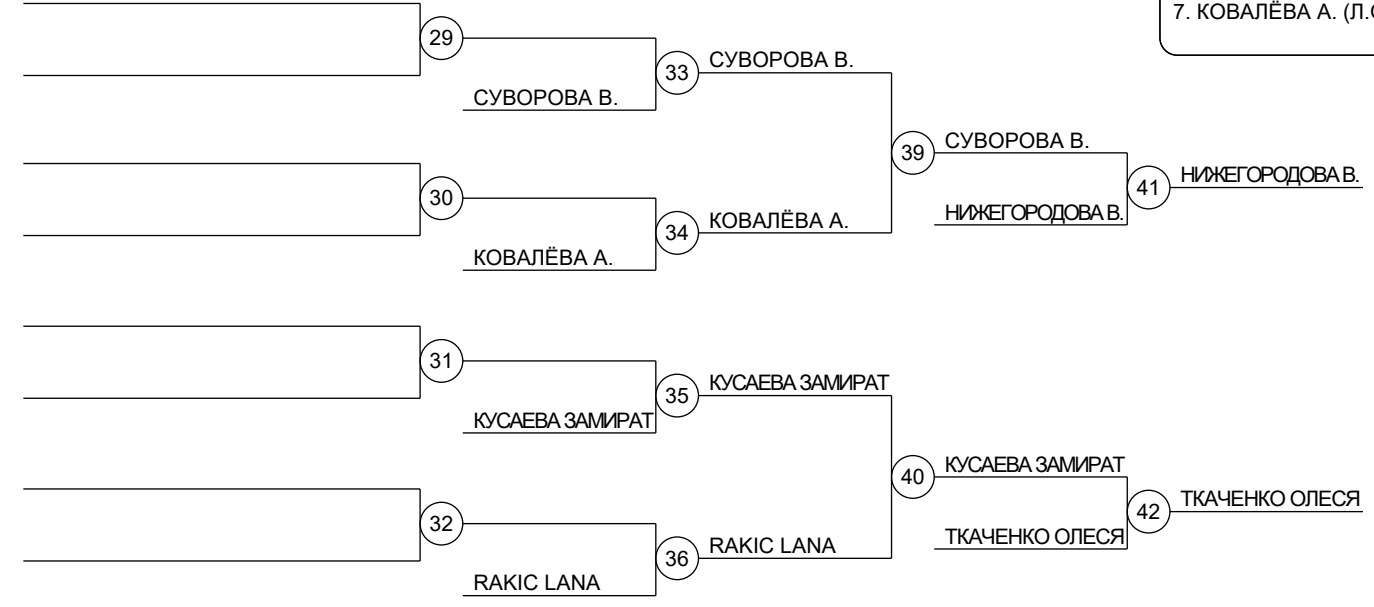 7. КОВАЛЁВА А. (Л.
29
СУВОРОВА В.
33
СУВОРОВА В.
39
СУВОРОВА В.
НИЖЕГОРОДОВА В.
41
НИЖЕГОРОДОВА В.
30
КОВАЛЁВА А.
34
КОВАЛЁВА А.
31
КУСАЕВА ЗАМИРАТ
35
КУСАЕВА ЗАМИРАТ
40
КУСАЕВА ЗАМИРАТ
ТКАЧЕНКО ОЛЕСЯ
42
ТКАЧЕНКО ОЛЕСЯ
32
RAKIC LANA
36
RAKIC LANA